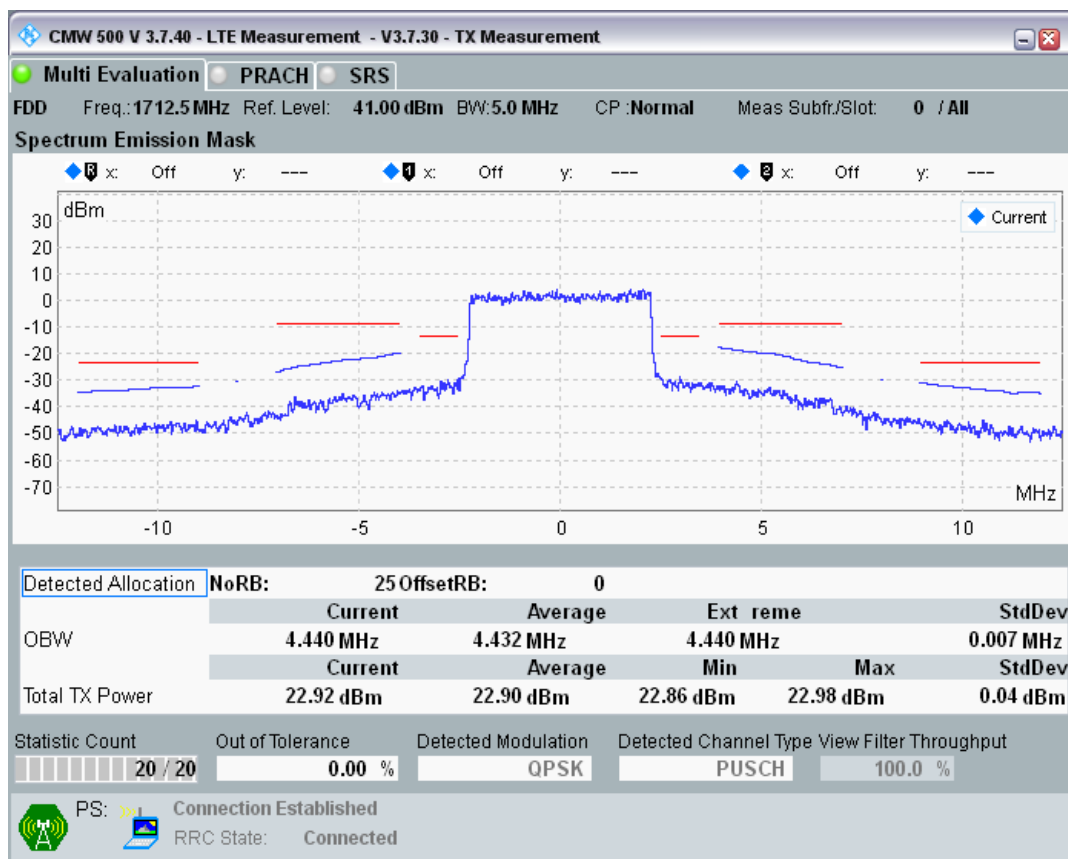 CMW 500 V 3.7.40 - LTE Measurement - V3.7.30 - TX Measurement
Multi Evaluation PRACH SRS
FDD Freq.: 1712.5 MHz Ref. Level: 41.00 dBm BW: 5.0 MHz CP : Normal Meas Subfr./Slot: 0 / All
Spectrum Emission Mask
R x: Off y: --- 1 x: Off y: --- 2 x: Off y: ---
dBm
Current
30
20
10
0
-10
-20
-30
-40
-50
-60
-70
MHz
-10 -5 0 5 10
Detected Allocation NoRB: 25 OffsetRB: 0
Current Average Ext reme StdDev
OBW 4.440 MHz 4.432 MHz 4.440 MHz 0.007 MHz
Current Average Min Max StdDev
Total TX Power 22.92 dBm 22.90 dBm 22.86 dBm 22.98 dBm 0.04 dBm
Statistic Count Out of Tolerance Detected Modulation Detected Channel Type View Filter Throughput
20 / 20 0.00 % QPSK PUSCH 100.0 %
PS: Connection Established
RRC State: Connected